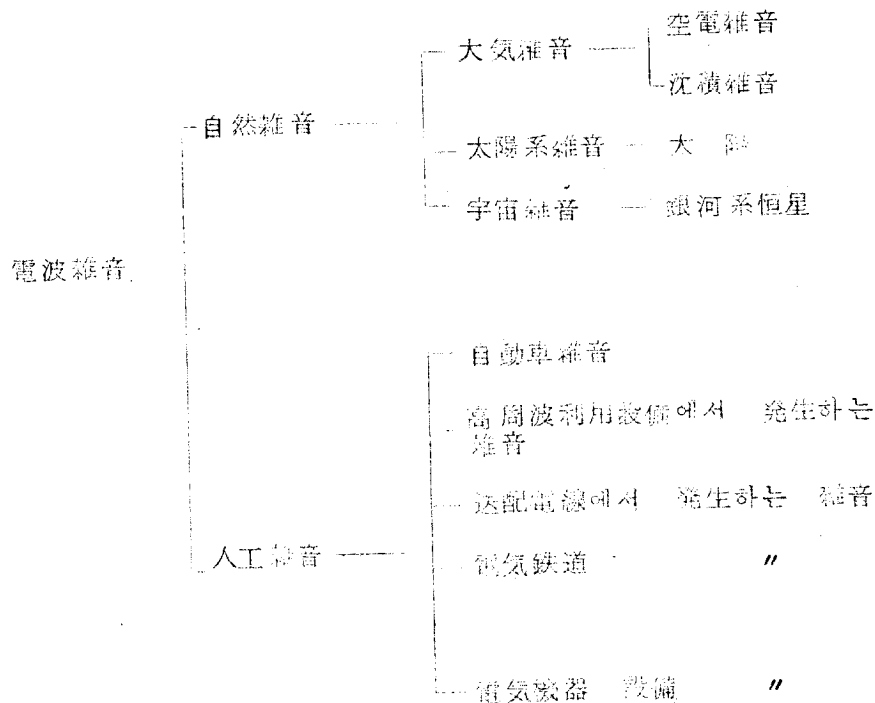 電波雑音
自然雑音
大気雑音
空電雑音
沈積雑音
太陽系雑音
太
宇宙雑音
銀河系恒星
人工雑音
自動車雑音
高周波利用設備에서 発生하는
雑音
送配電線에서 発生하는 雑音
電気鉄道 〃
電気機器 設備 〃